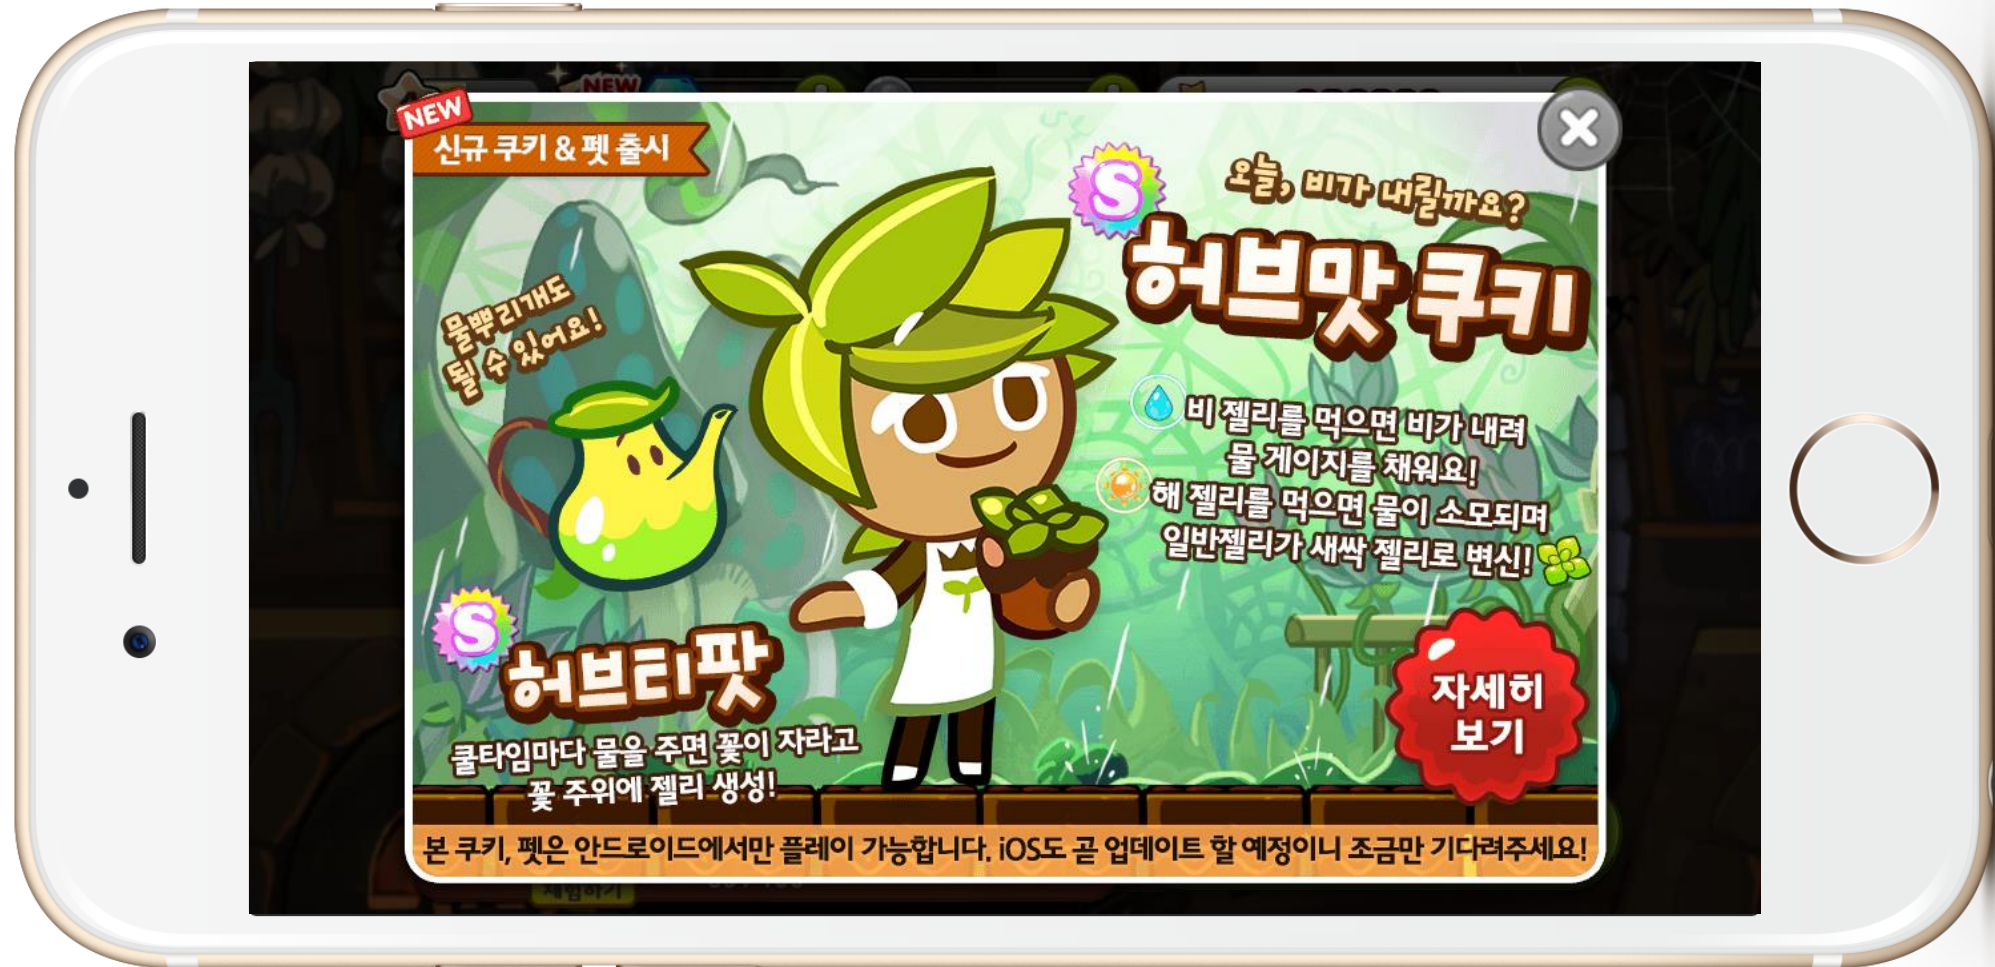 NEW
NEW
신규 쿠키 & 펫 출시
S
오늘, 비가 내릴까요?
허브맛 쿠키
물뿌리개도
될 수 있어요!
비 젤리를 먹으면 비가 내려
물 게이지를 채워요!
해 젤리를 먹으면 물이 소모되며
일반젤리가 새싹 젤리로 변신!
S
허브티팟
쿨타임마다 물을 주면 꽃이 자라고
꽃 주위에 젤리 생성!
자세히
보기
본 쿠키, 펫은 안드로이드에서만 플레이 가능합니다. iOS도 곧 업데이트 할 예정이니 조금만 기다려주세요!
체험하기